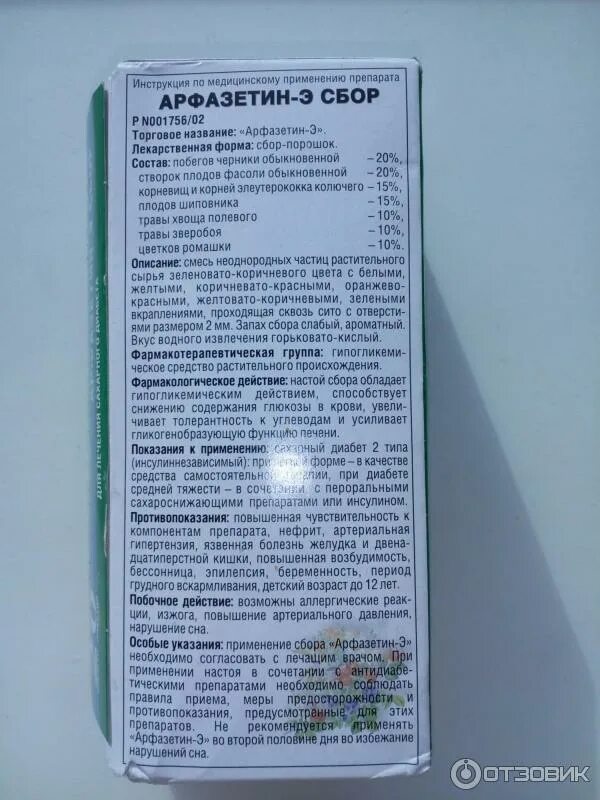 Инструкция по медицинскому применению препарата
АРФАЗЕТИН-Э СБОР
Р N001756/02
Торговое название: «Арфазетин-Э».
Лекарственная форма: сбор-порошок.
Состав: побегов черники обыкновенной – 20%,
створок плодов фасоли обыкновенной – 20%,
корневищ и корней элеутерококка колючего – 15%,
плодов шиповника – 15%,
травы хвоща полевого – 10%,
травы зверобоя – 10%,
цветков ромашки – 10%.
Описание: смесь неоднородных частиц растительного
сырья зеленовато-коричневого цвета с белыми,
желтыми, коричневато-красными, оранжево-
красными, желтовато-коричневыми, зелеными
вкраплениями, проходящая сквозь сито с отверсти-
ями размером 2 мм. Запах сбора слабый, ароматный.
Вкус водного извлечения горьковато-кислый.
Фармакотерапевтическая группа: гипогликеми-
ческое средство растительного происхождения.
Фармакологическое действие: настой сбора обладает
гипогликемическим действием, способствует
снижению содержания глюкозы в крови, увели-
чивает толерантность к углеводам и усиливает
гликогенобразующую функцию печени.
Показания к применению: сахарный диабет 2 типа
(инсулиннезависимый): при форме – в качестве
средства самостоятельной при диабете
средней тяжести – в сочетании с пероральными
сахароснижающими препаратами или инсулином.
Противопоказания: повышенная чувствительность к
компонентам препарата, нефрит, артериальная
гипертензия, язвенная болезнь желудка и двена-
дцатиперстной кишки, повышенная возбудимость,
бессонница, эпилепсия, беременность, период
грудного вскармливания, детский возраст до 12 лет.
Побочное действие: возможны аллергические реак-
ции, изжога, повышение артериального давления,
нарушение сна.
Особые указания: применение сбора «Арфазетин-Э»
необходимо согласовать с лечащим врачом. При
применении настоя в сочетании с антидиабе-
тическими препаратами необходимо соблюдать
правила приема, меры предосторожности и
противопоказания, предусмотренные для этих
препаратов. Не рекомендуется применять
«Арфазетин-Э» во второй половине дня во избежание
нарушений сна.
ДЛЯ ЛЕЧЕНИЯ САХАРНОГО ДИАБЕТА
ОТЗОВИК